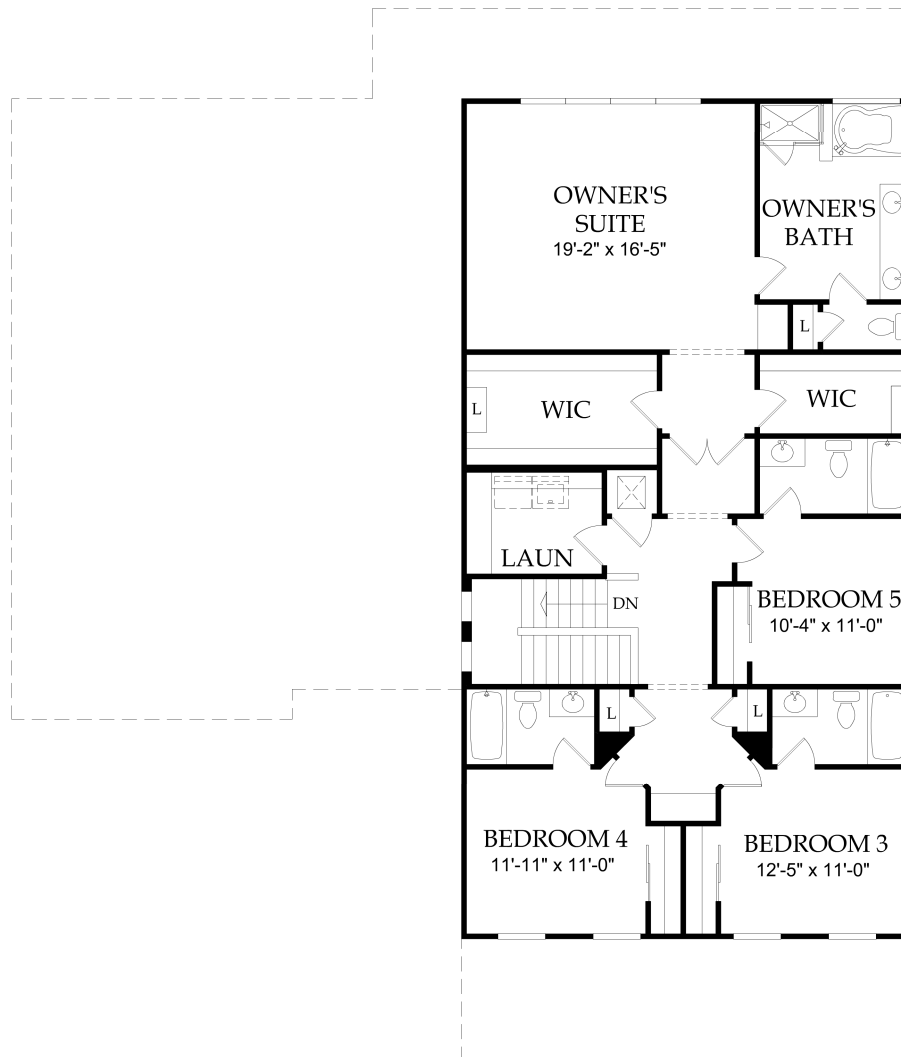 OWNER'S
SUITE
19'-2" x 16'-5"
OWNER'S
BATH
L
WIC
L
WIC
LAUN
DN
BEDROOM 5
10'-4" x 11'-0"
L
L
BEDROOM 4
11'-11" x 11'-0"
BEDROOM 3
12'-5" x 11'-0"